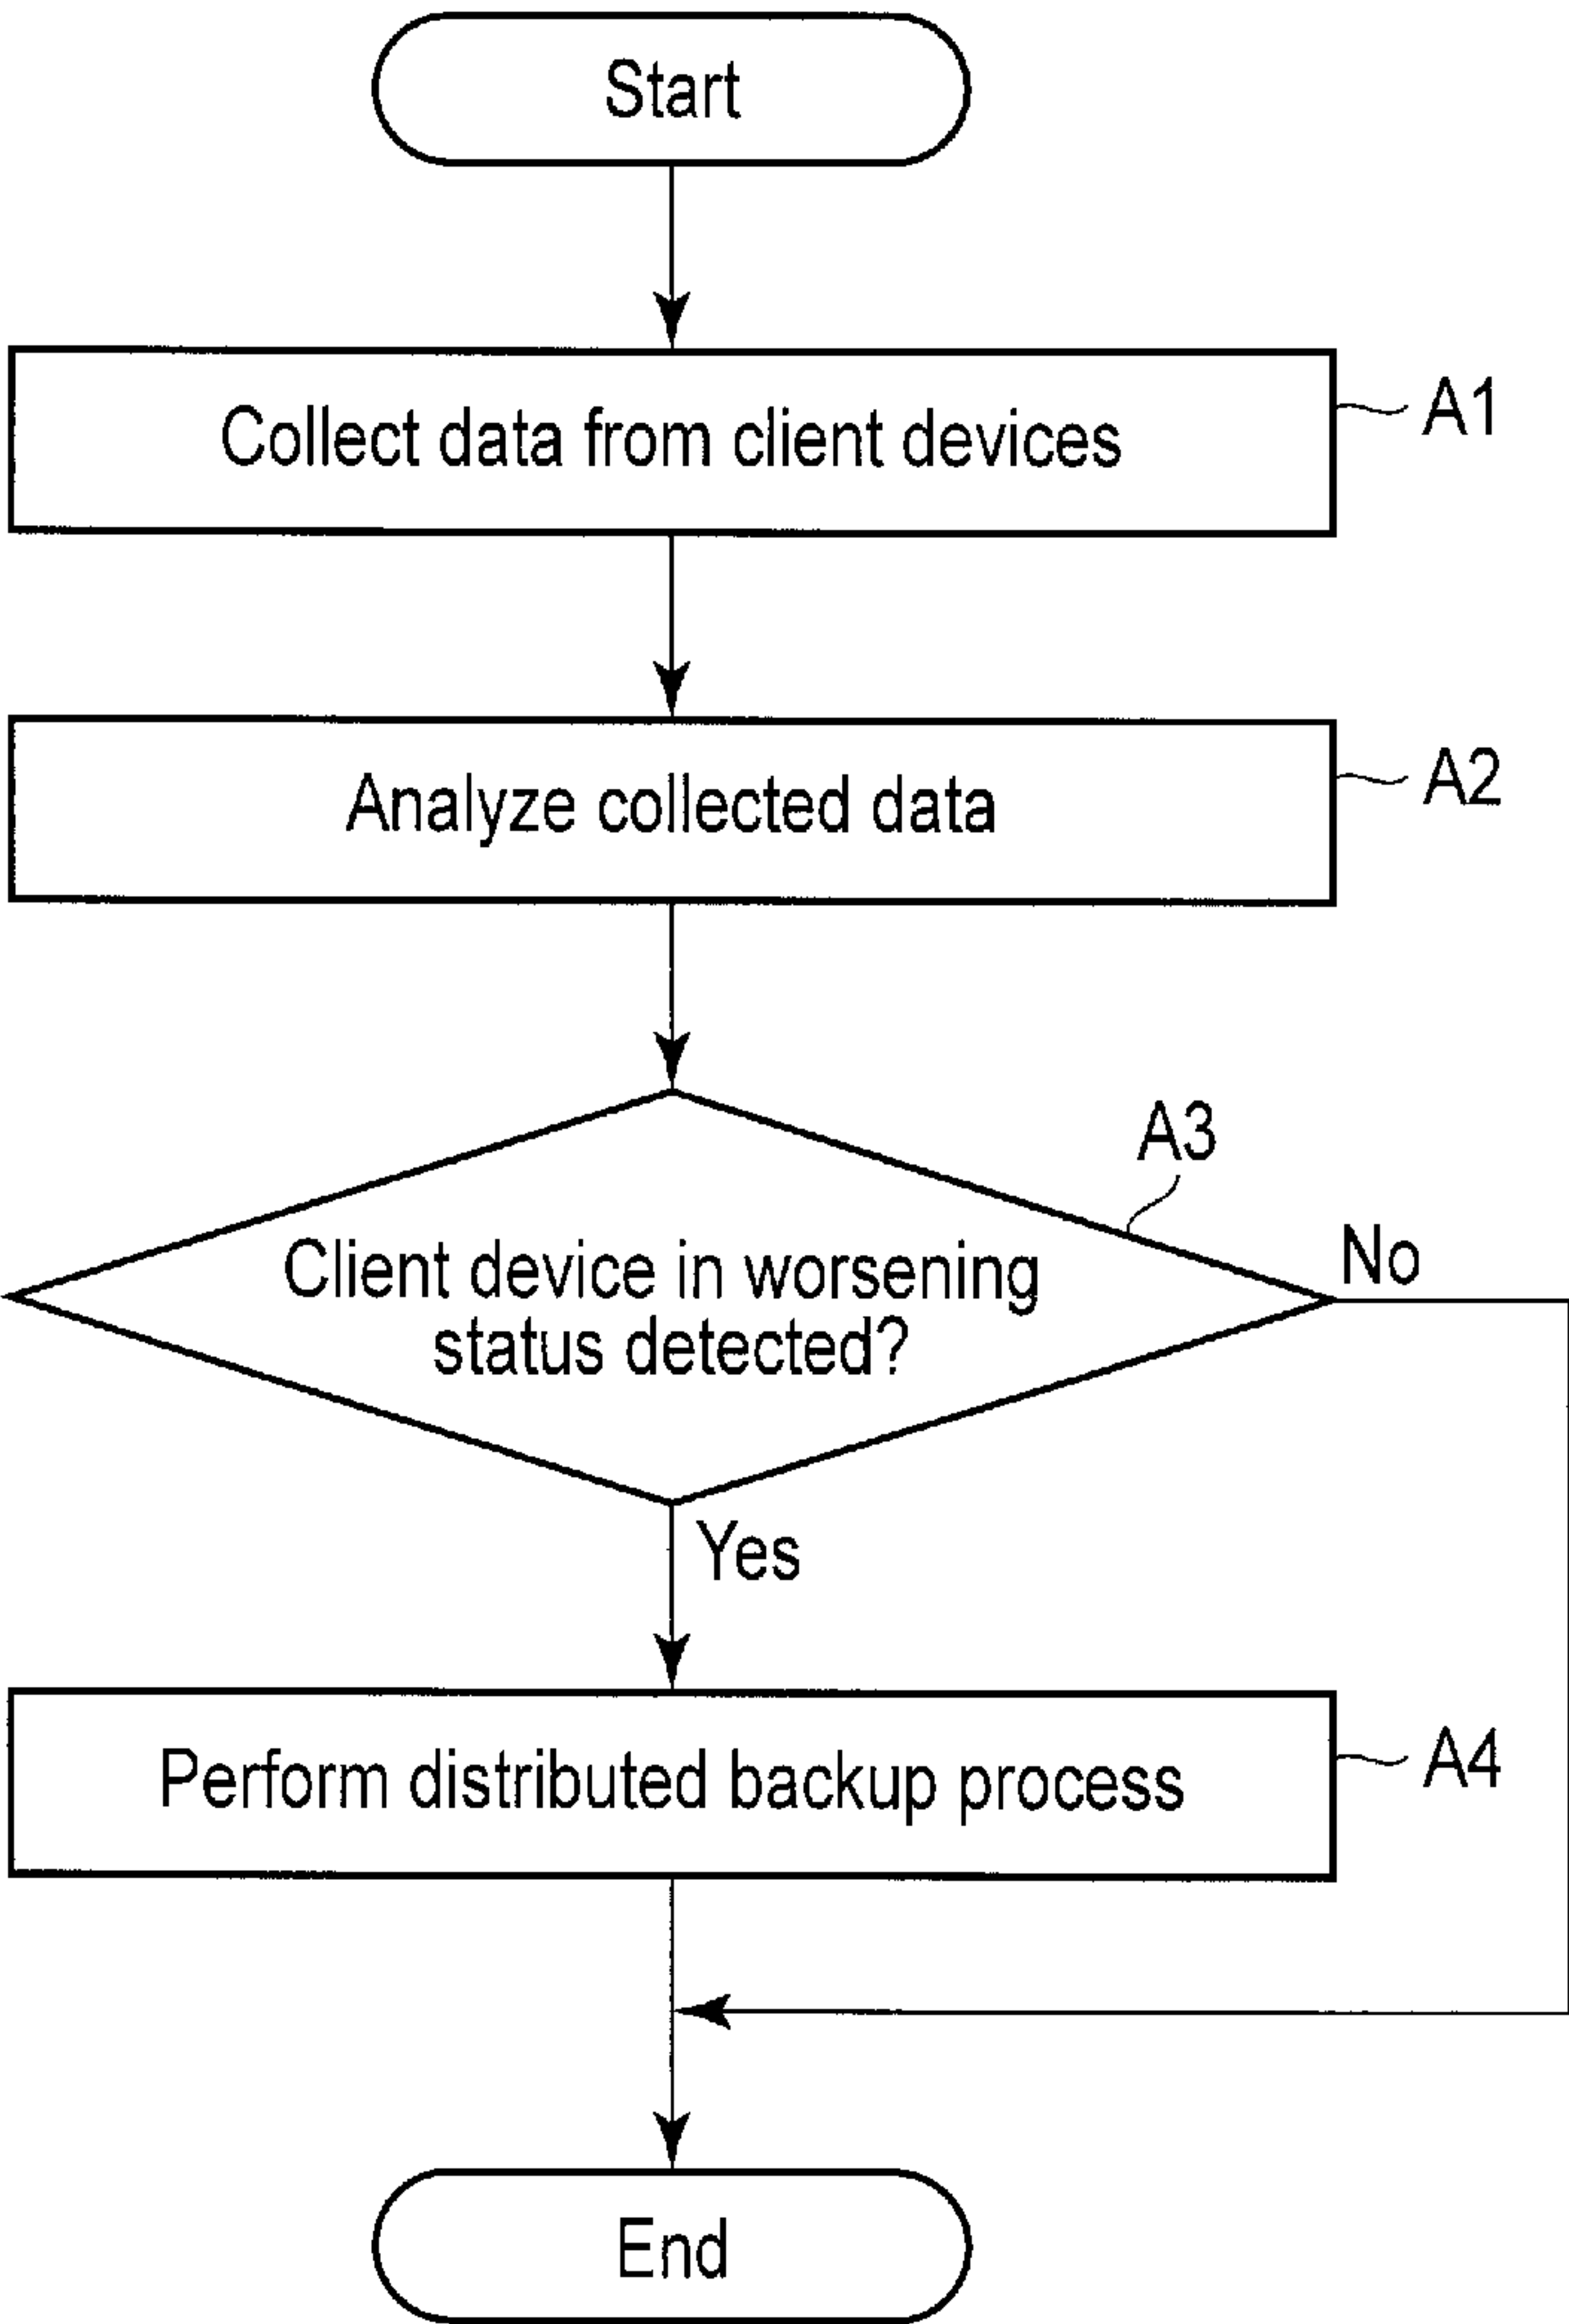 Start
Collect data from client devices
A1
Analyze collected data
A2
A3
Client device in worsening
status detected?
No
Yes
Perform distributed backup process
A4
End